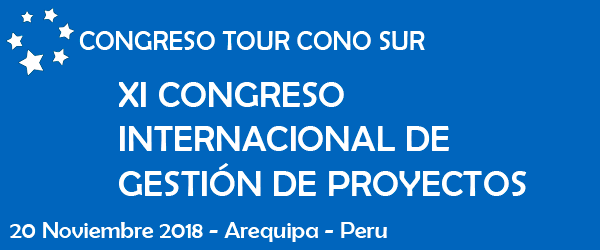 CONGRESO TOUR CONO SUR
XI CONGRESO
INTERNACIONAL DE
GESTIÓN DE PROYECTOS
20 Noviembre 2018 - Arequipa - Peru